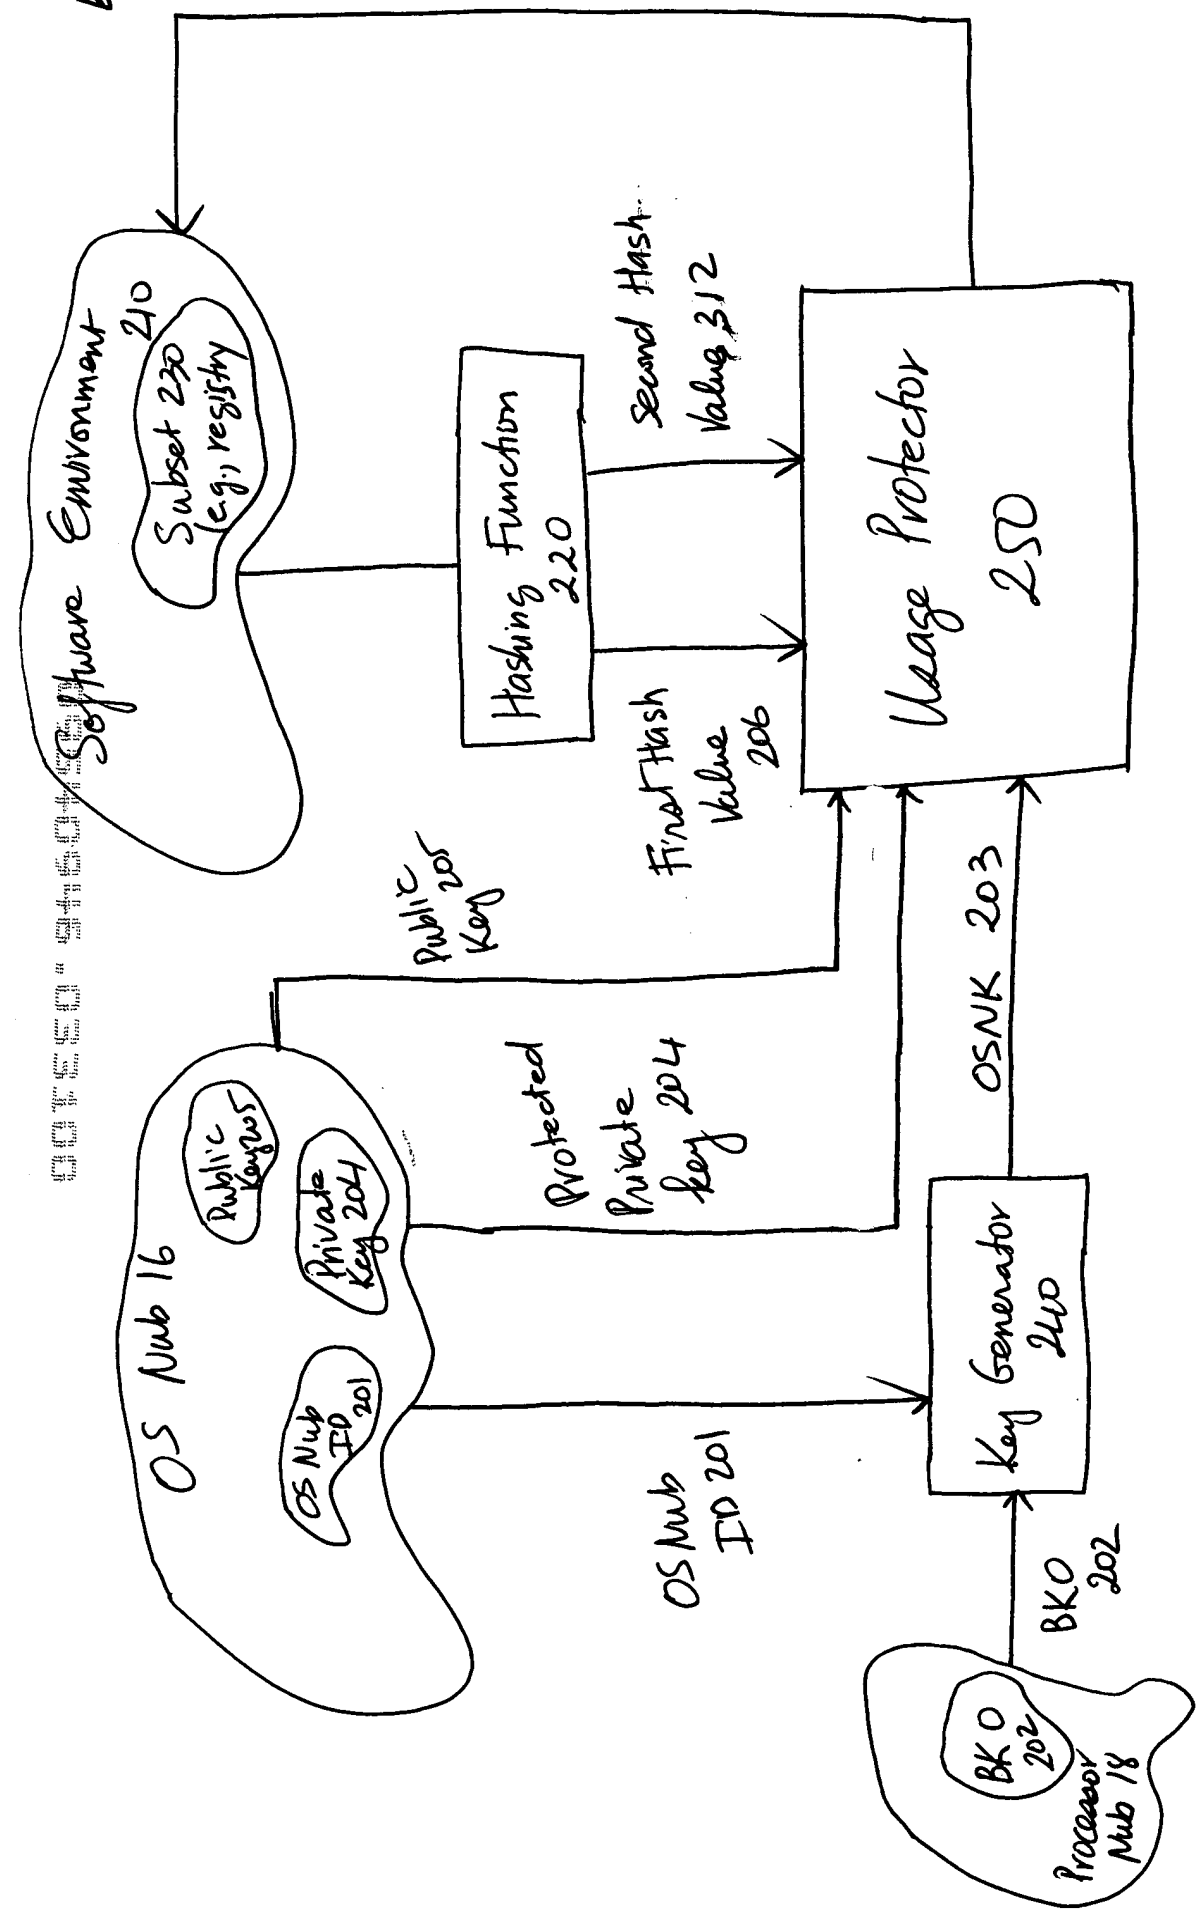 OS Nub 16
Software Environment
210
Public
Key 205
Subset 230
(e.g., registry
OS Nub
ID 201
Private
Key 204
Public
205
Key
Hashing Function
220
OS Nub
ID 201
Protected
Private
Key 204
First Hash
Value
206
Second Hash
Value 312
BKO
202
Processor
Nub 18
BKO
202
Key Generator
240
OSNK 203
Usage Protector
250